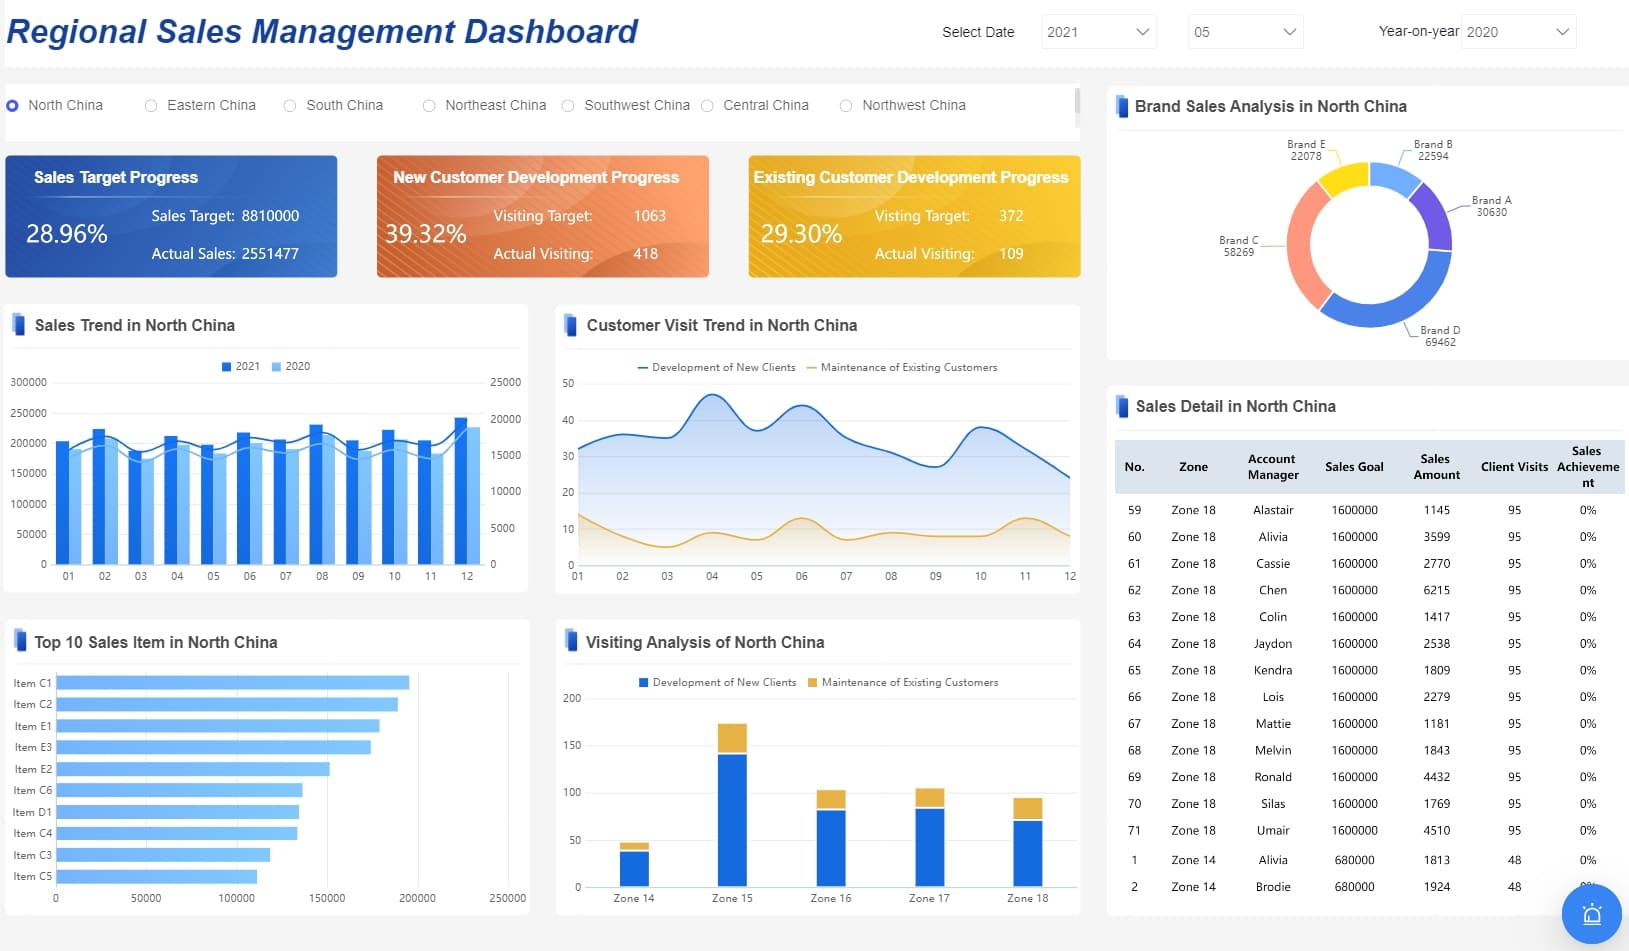 Regional Sales Management Dashboard
Select Date 2021 05 Year-on-year 2020
North China Eastern China South China Northeast China Southwest China Central China Northwest China
Sales Target Progress
28.96%
Sales Target: 8810000
Actual Sales: 2551477
New Customer Development Progress
39.32%
Visiting Target: 1063
Actual Visiting: 418
Existing Customer Development Progress
29.30%
Visting Target: 372
Actual Visiting: 109
Brand Sales Analysis in North China
Brand E
22078
Brand B
22594
Brand A
30630
Brand C
58269
Brand D
69462
Sales Trend in North China
2021 2020
300000
250000
200000
150000
100000
50000
0
25000
20000
15000
10000
5000
0
01 02 03 04 05 06 07 08 09 10 11 12
Customer Visit Trend in North China
Development of New Clients Maintenance of Existing Customers
50
40
30
20
10
0
01 02 03 04 05 06 07 08 09 10 11 12
Sales Detail in North China
No. Zone Account Manager Sales Goal Sales Amount Client Visits Sales Achievement
59 Zone 18 Alastair 1600000 1145 95 0%
60 Zone 18 Alivia 1600000 3599 95 0%
61 Zone 18 Cassie 1600000 2770 95 0%
62 Zone 18 Chen 1600000 6215 95 0%
63 Zone 18 Colin 1600000 1417 95 0%
64 Zone 18 Jaydon 1600000 2538 95 0%
65 Zone 18 Kendra 1600000 1809 95 0%
66 Zone 18 Lois 1600000 2279 95 0%
67 Zone 18 Mattie 1600000 1181 95 0%
68 Zone 18 Melvin 1600000 1843 95 0%
69 Zone 18 Ronald 1600000 4432 95 0%
70 Zone 18 Silas 1600000 1769 95 0%
71 Zone 18 Umair 1600000 4510 95 0%
1 Zone 14 Alivia 680000 1813 48 0%
2 Zone 14 Brodie 680000 1924 48
Top 10 Sales Item in North China
Item C1
Item C2
Item E1
Item E3
Item E2
Item C6
Item D1
Item C4
Item C3
Item C5
0 50000 100000 150000 200000 250000
Visiting Analysis of North China
Development of New Clients Maintenance of Existing Customers
200
150
100
50
0
Zone 14 Zone 15 Zone 16 Zone 17 Zone 18